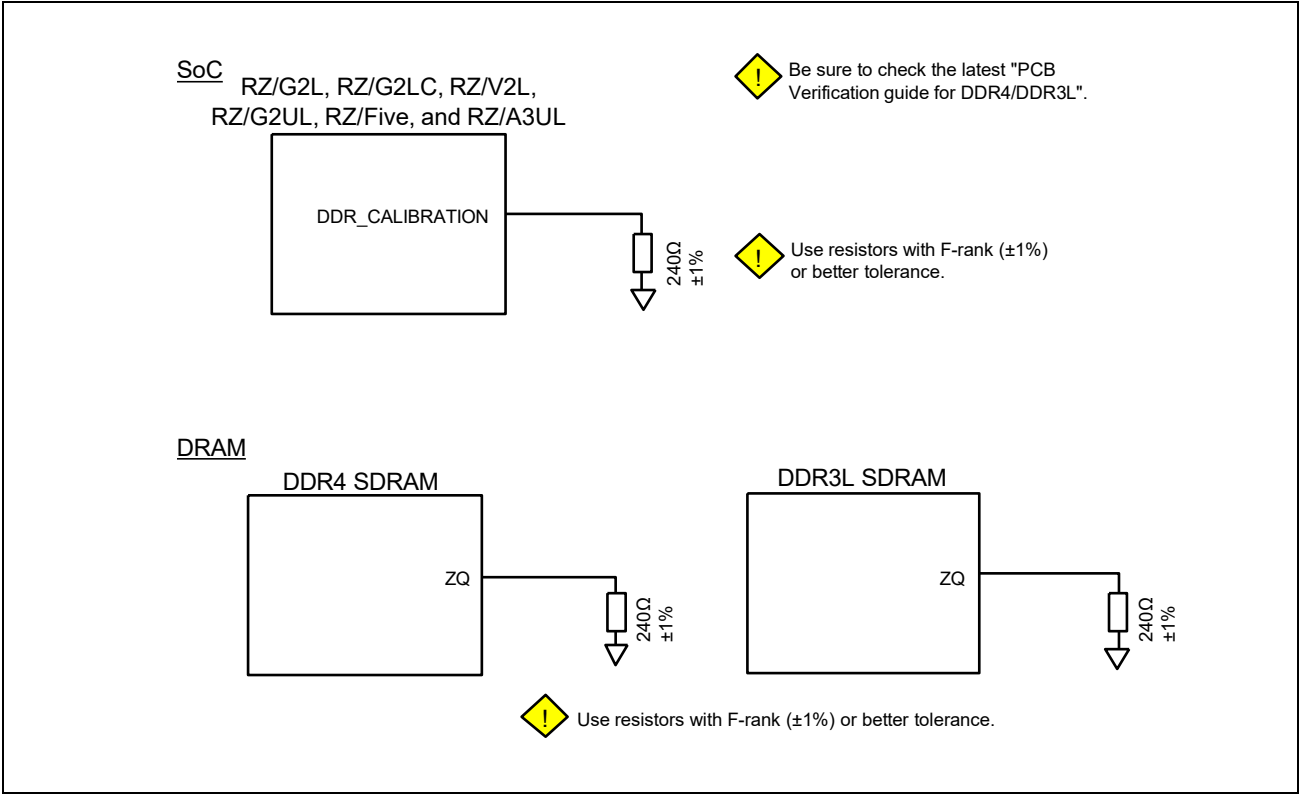 SoC
RZ/G2L, RZ/G2LC, RZ/V2L,
RZ/G2UL, RZ/Five, and RZ/A3UL
!
Be sure to check the latest "PCB
Verification guide for DDR4/DDR3L".
DDR_CALIBRATION
240Ω
±1%
!
Use resistors with F-rank (±1%)
or better tolerance.
DRAM
DDR4 SDRAM
ZQ
240Ω
±1%
DDR3L SDRAM
ZQ
240Ω
±1%
!
Use resistors with F-rank (±1%) or better tolerance.